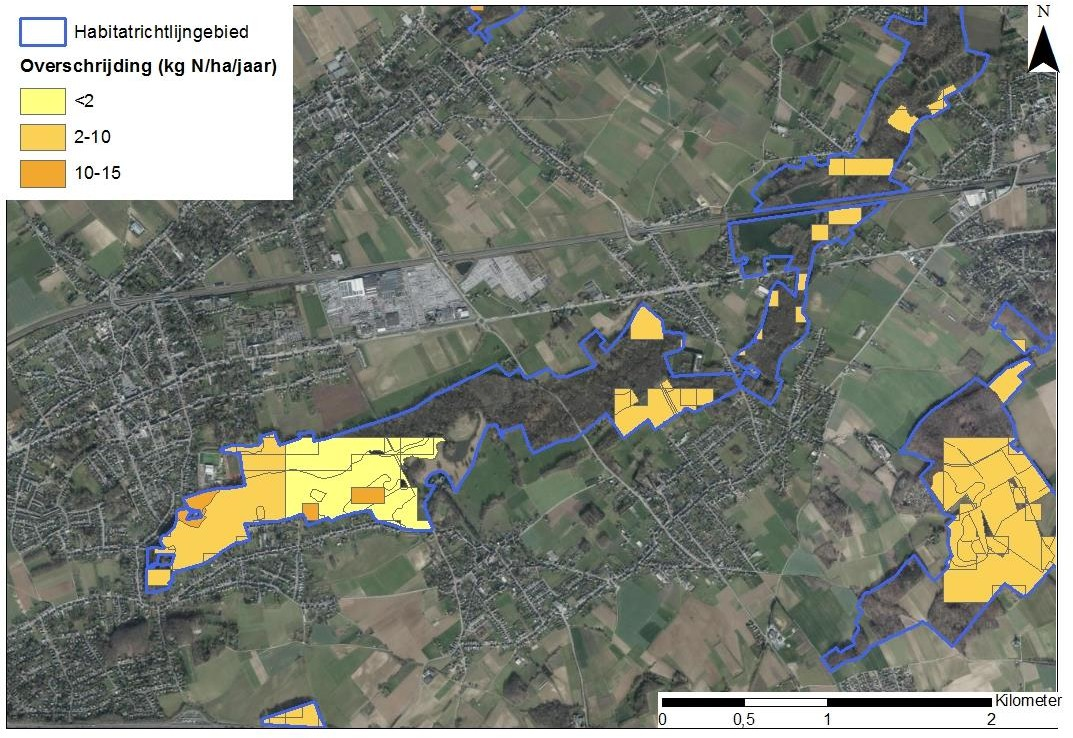 Habitatrichtlijngebied
Overschrijding (kg N/ha/jaar)
<2
2-10
10-15
N
Kilometer
0 0,5 1 2